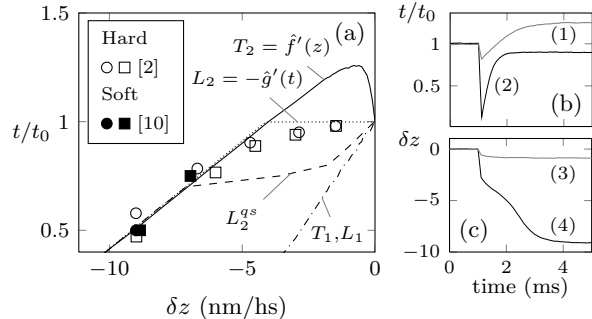 t/t₀
1.5
1
0.5
Hard
[2]
Soft
[10]
(a)
T₂ = f̂′(z)
L₂ = −ĝ′(t)
L₂^{qs}
T₁,L₁
−10
−5
0
δz (nm/hs)
t/t₀
1
0.5
(1)
(2)
(b)
δz
0
−5
−10
(3)
(4)
(c)
0
2
4
time (ms)